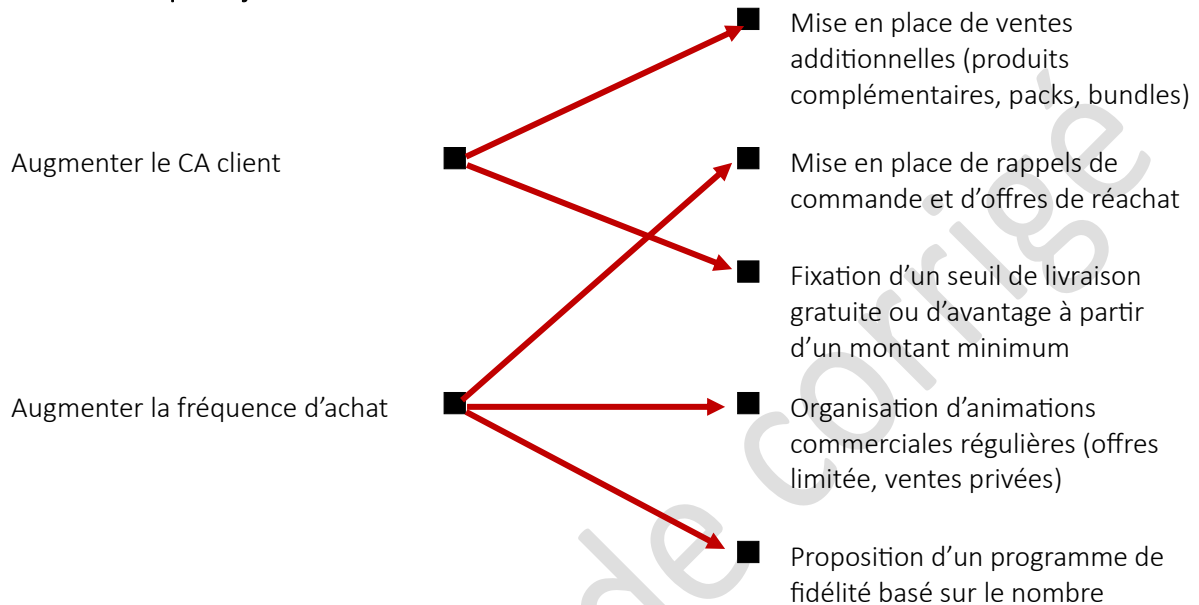 Mise en place de ventes
additionnelles (produits
complémentaires, packs, bundles)
Augmenter le CA client
Mise en place de rappels de
commande et d'offres de réachat
Fixation d'un seuil de livraison
gratuite ou d'avantage à partir
d'un montant minimum
Augmenter la fréquence d'achat
Organisation d'animations
commerciales régulières (offres
limitée, ventes privées)
Proposition d'un programme de
fidélité basé sur le nombre
de corrigé